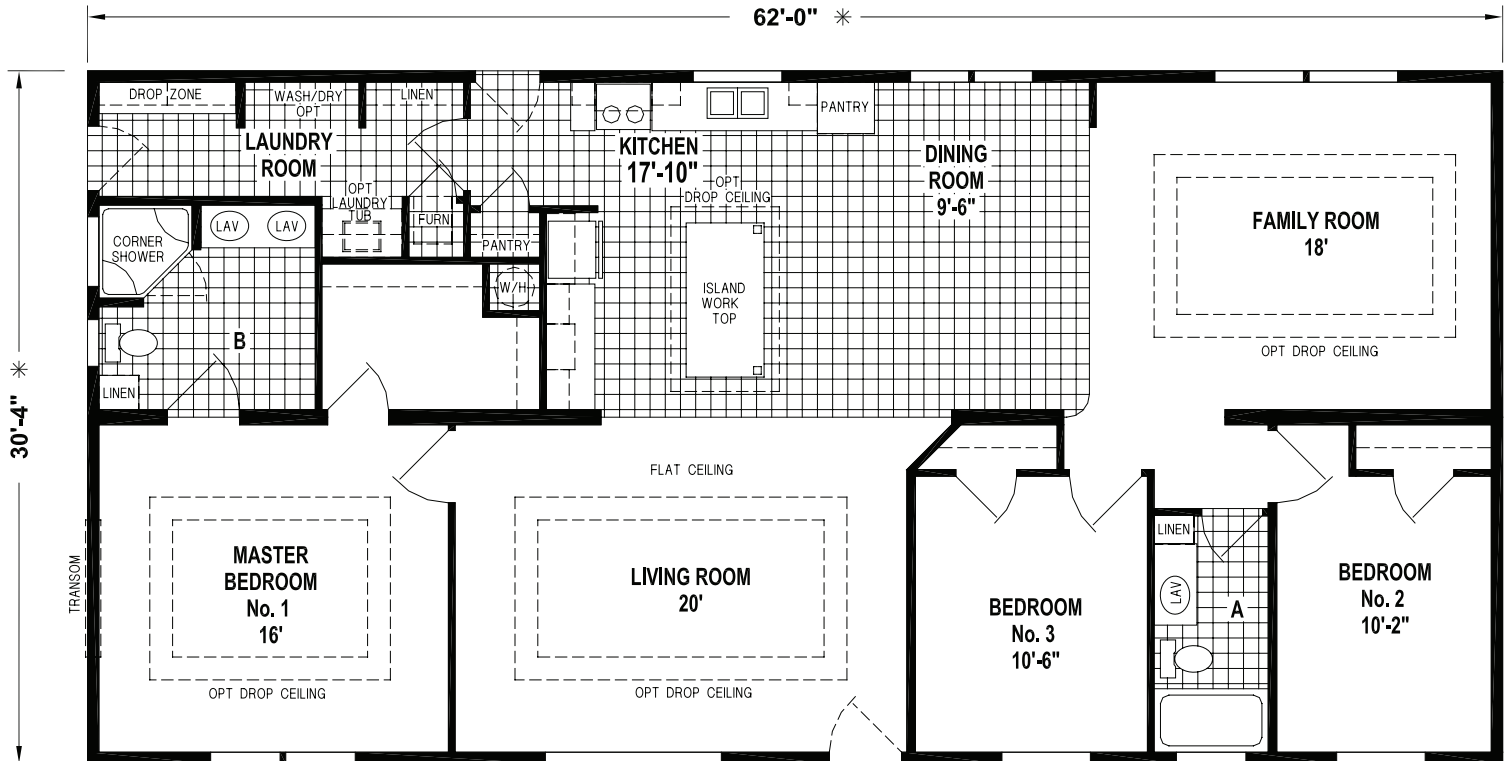 62'-0" ✳
30'-4" ✳
DROP ZONE
WASH/DRY
OPT
LINEN
LAUNDRY
ROOM
OPT
LAUNDRY
TUB
FURN
PANTRY
W/H
CORNER
SHOWER
LAV
LAV
B
LINEN
KITCHEN
17'-10"
PANTRY
OPT
DROP CEILING
ISLAND
WORK
TOP
DINING
ROOM
9'-6"
FAMILY ROOM
18'
OPT DROP CEILING
TRANSOM
MASTER
BEDROOM
No. 1
16'
OPT DROP CEILING
FLAT CEILING
LIVING ROOM
20'
OPT DROP CEILING
BEDROOM
No. 3
10'-6"
LINEN
LAV
A
BEDROOM
No. 2
10'-2"